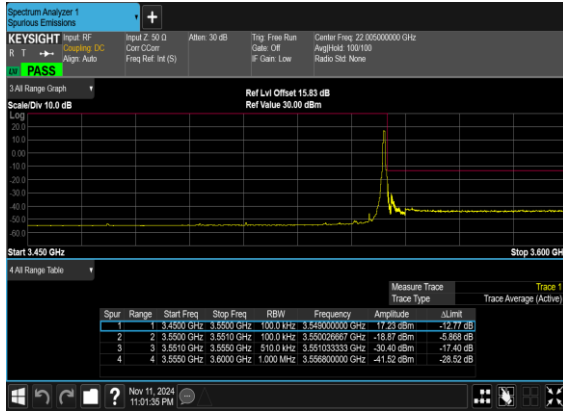 Spectrum Analyzer 1
Spurious Emissions
+
KEYSIGHT Input: RF Input Z: 50 Ω Atten: 30 dB Trig: Free Run Center Freq: 22.005000000 GHz
R T Coupling: DC Corr CCorr Gate: Off Avg|Hold: 100/100
Align: Auto Freq Ref: Int (S) IF Gain: Low Radio Std: None
PASS
3 All Range Graph
Ref Lvl Offset 15.83 dB
Scale/Div 10.0 dB Ref Value 30.00 dBm
Log
20.0
10.0
0.00
-10.0
-20.0
-30.0
-40.0
-50.0
-60.0
Start 3.450 GHz Stop 3.600 GH
4 All Range Table
Measure Trace Trace 1
Trace Type Trace Average (Active)
Spur Range Start Freq Stop Freq RBW Frequency Amplitude ΔLimit
1 1 3.4500 GHz 3.5500 GHz 100.0 kHz 3.549000000 GHz 17.23 dBm -12.77 dB
2 2 3.5500 GHz 3.5510 GHz 100.0 kHz 3.550026667 GHz -18.87 dBm -5.868 dB
3 3 3.5510 GHz 3.5550 GHz 510.0 kHz 3.551033333 GHz -30.40 dBm -17.40 dB
4 4 3.5550 GHz 3.6000 GHz 1.000 MHz 3.556800000 GHz -41.52 dBm -28.52 dB
? Nov 11, 2024
11:01:35 PM